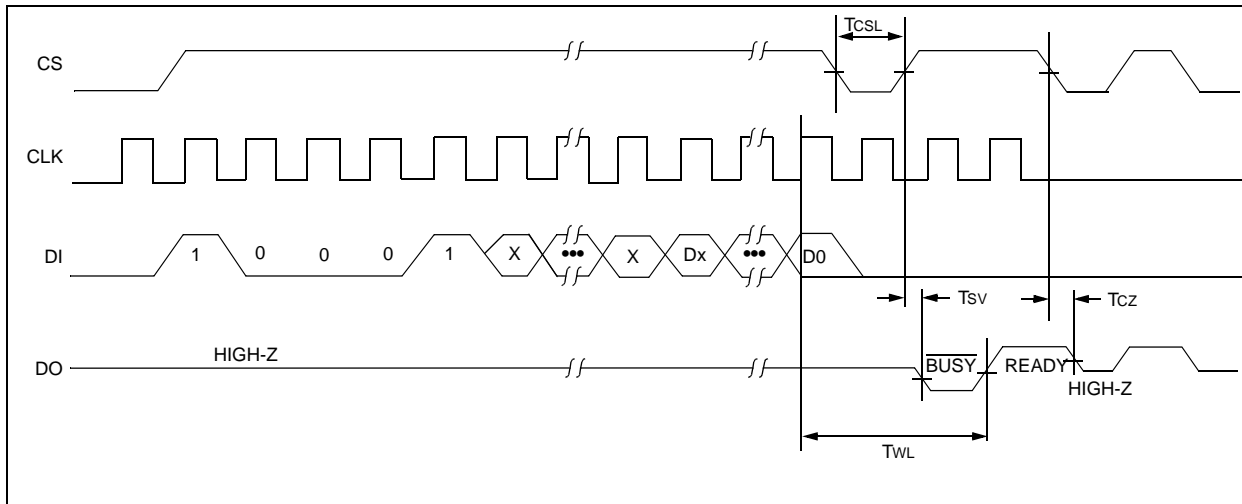 TCSL
CS
CLK
DI 1 0 0 0 1 X ••• X Dx ••• D0
TSV TCZ
HIGH-Z
DO BUSY READY
HIGH-Z
TWL